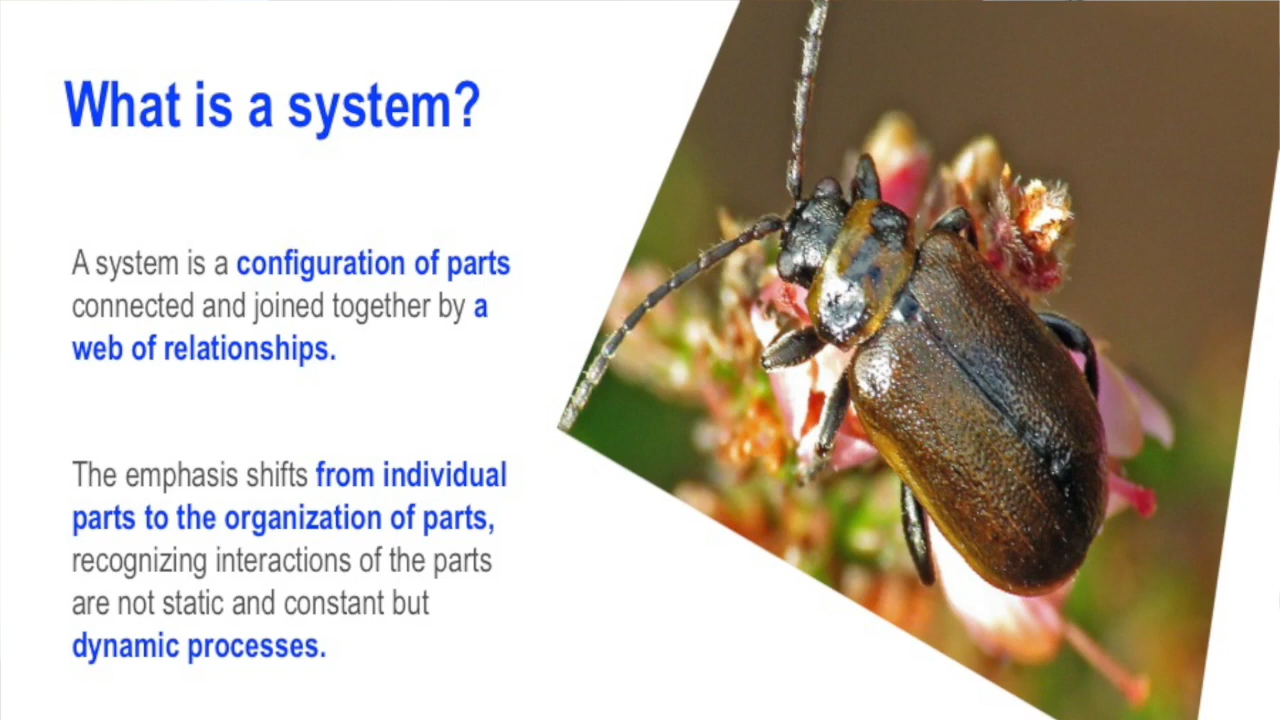 What is a system?
A system is a configuration of parts
connected and joined together by a
web of relationships.
The emphasis shifts from individual
parts to the organization of parts,
recognizing interactions of the parts
are not static and constant but
dynamic processes.